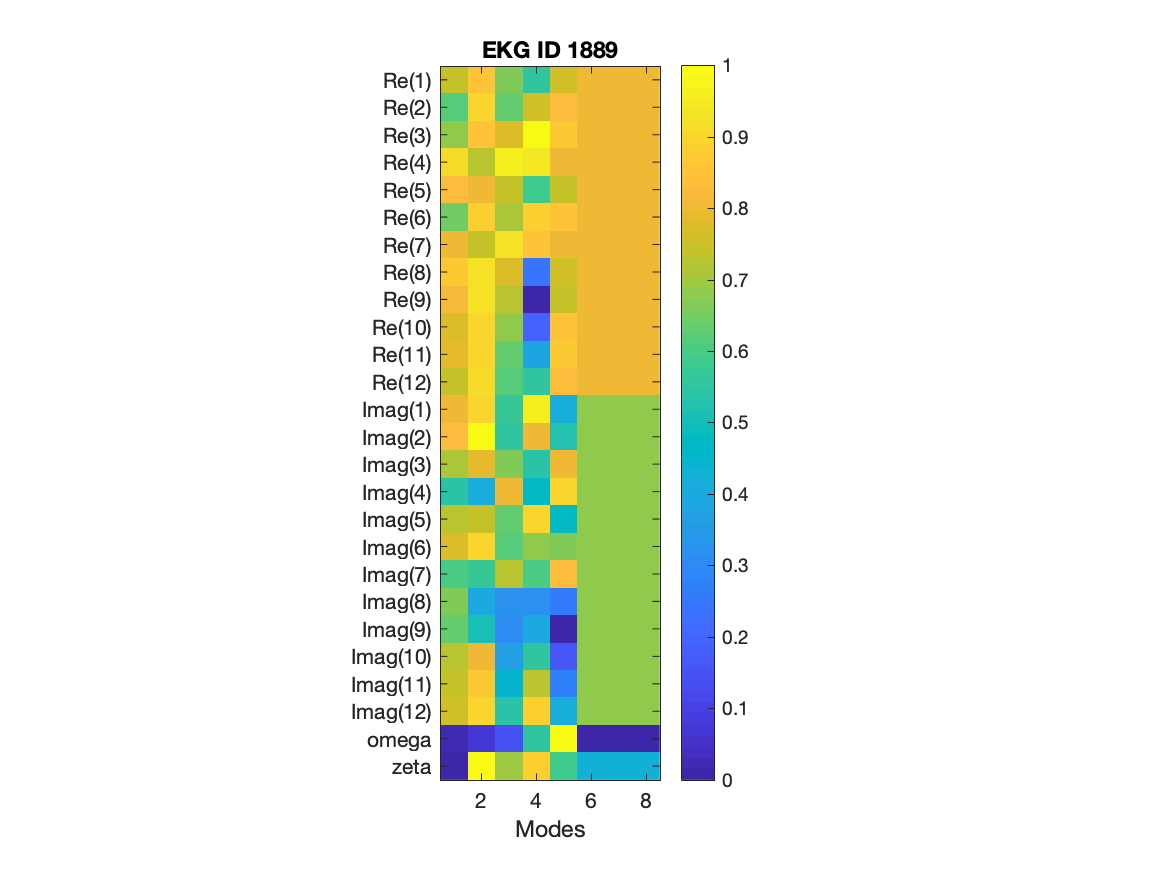 EKG ID 1889
Re(1)
Re(2)
Re(3)
Re(4)
Re(5)
Re(6)
Re(7)
Re(8)
Re(9)
Re(10)
Re(11)
Re(12)
Imag(1)
Imag(2)
Imag(3)
Imag(4)
Imag(5)
Imag(6)
Imag(7)
Imag(8)
Imag(9)
Imag(10)
Imag(11)
Imag(12)
omega
zeta
2 4 6 8
Modes
1
0.9
0.8
0.7
0.6
0.5
0.4
0.3
0.2
0.1
0